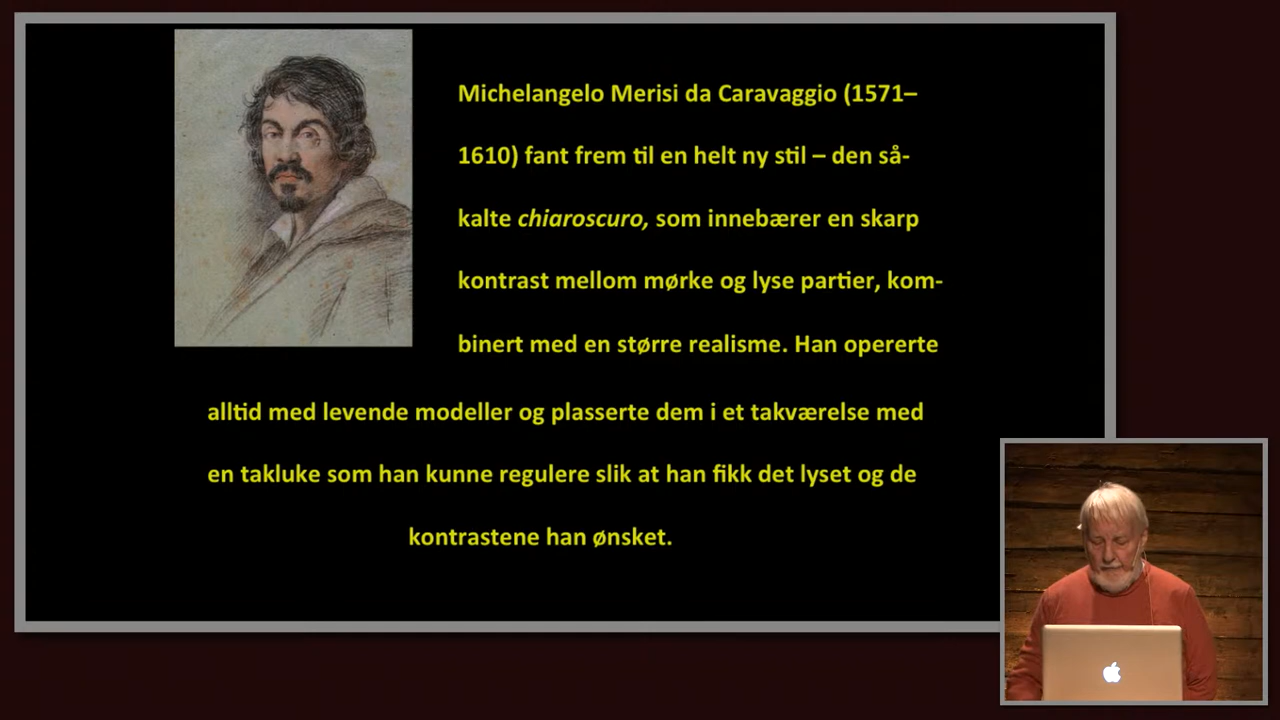 Michelangelo Merisi da Caravaggio (1571–
1610) fant frem til en helt ny stil – den så-
kalte chiaroscuro, som innebærer en skarp
kontrast mellom mørke og lyse partier, kom-
binert med en større realisme. Han opererte
alltid med levende modeller og plasserte dem i et takværelse med
en takluke som han kunne regulere slik at han fikk det lyset og de
kontrastene han ønsket.